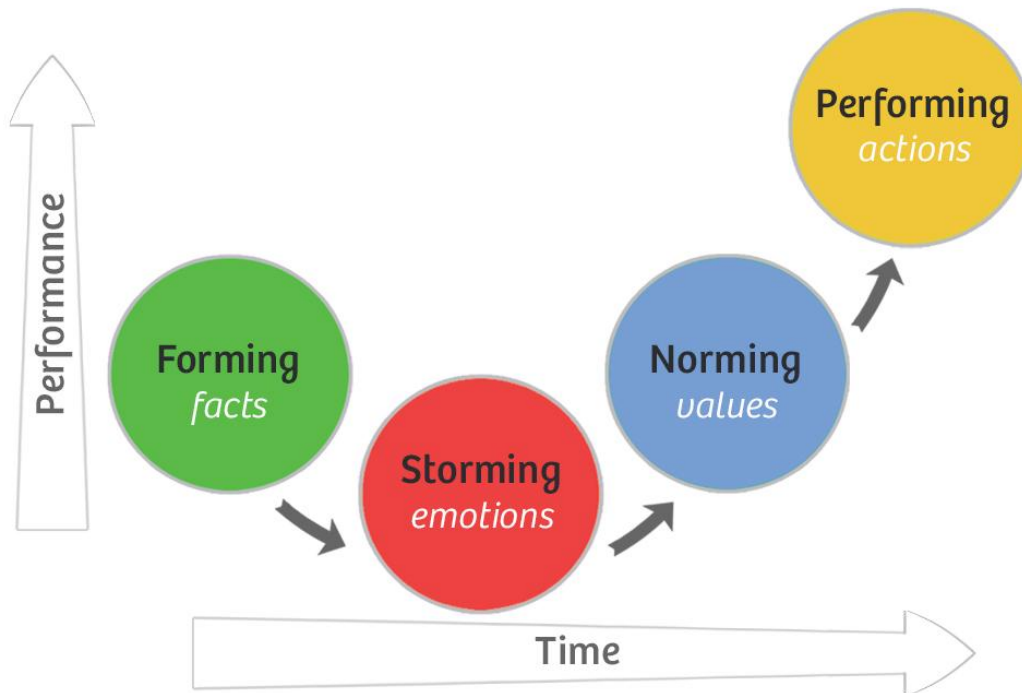 Performing
actions
Performance
Forming
facts
Norming
values
Storming
emotions
Time